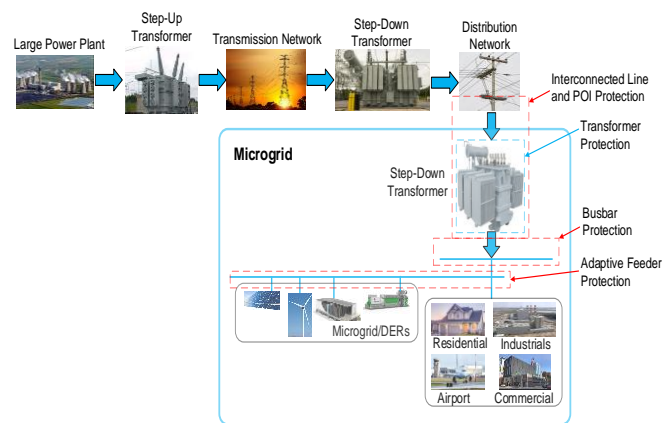 Large Power Plant
Step-Up
Transformer
Transmission Network
Step-Down
Transformer
Distribution
Network
Interconnected Line
and POI Protection
Transformer
Protection
Microgrid
Step-Down
Transformer
Busbar
Protection
Adaptive Feeder
Protection
Microgrid/DERs
Residential
Industrials
Airport
Commercial